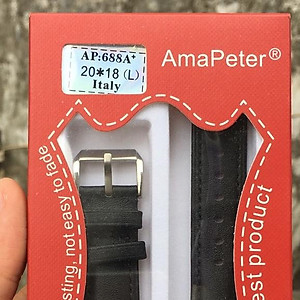 AP:688A+
20*18 (L)
Italy
AmaPeter®
sting, not easy to fade
est product